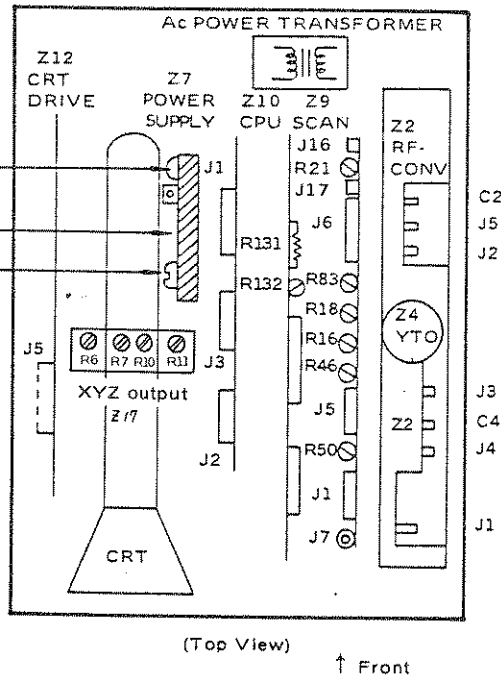 Ac POWER TRANSFORMER
Z12
CRT
DRIVE
Z7
POWER
SUPPLY
Z10
CPU
Z9
SCAN
Z2
RF-
CONV
J16
R21
J17
J1
J6
C2
J5
J2
R131
R132
R83
R18
R16
R46
Z4
YTO
J5
R6
R7
R10
R11
J3
XYZ output
Z17
J2
J5
R50
J1
J7
Z2
J3
C4
J4
J1
CRT
(Top View)
↑ Front